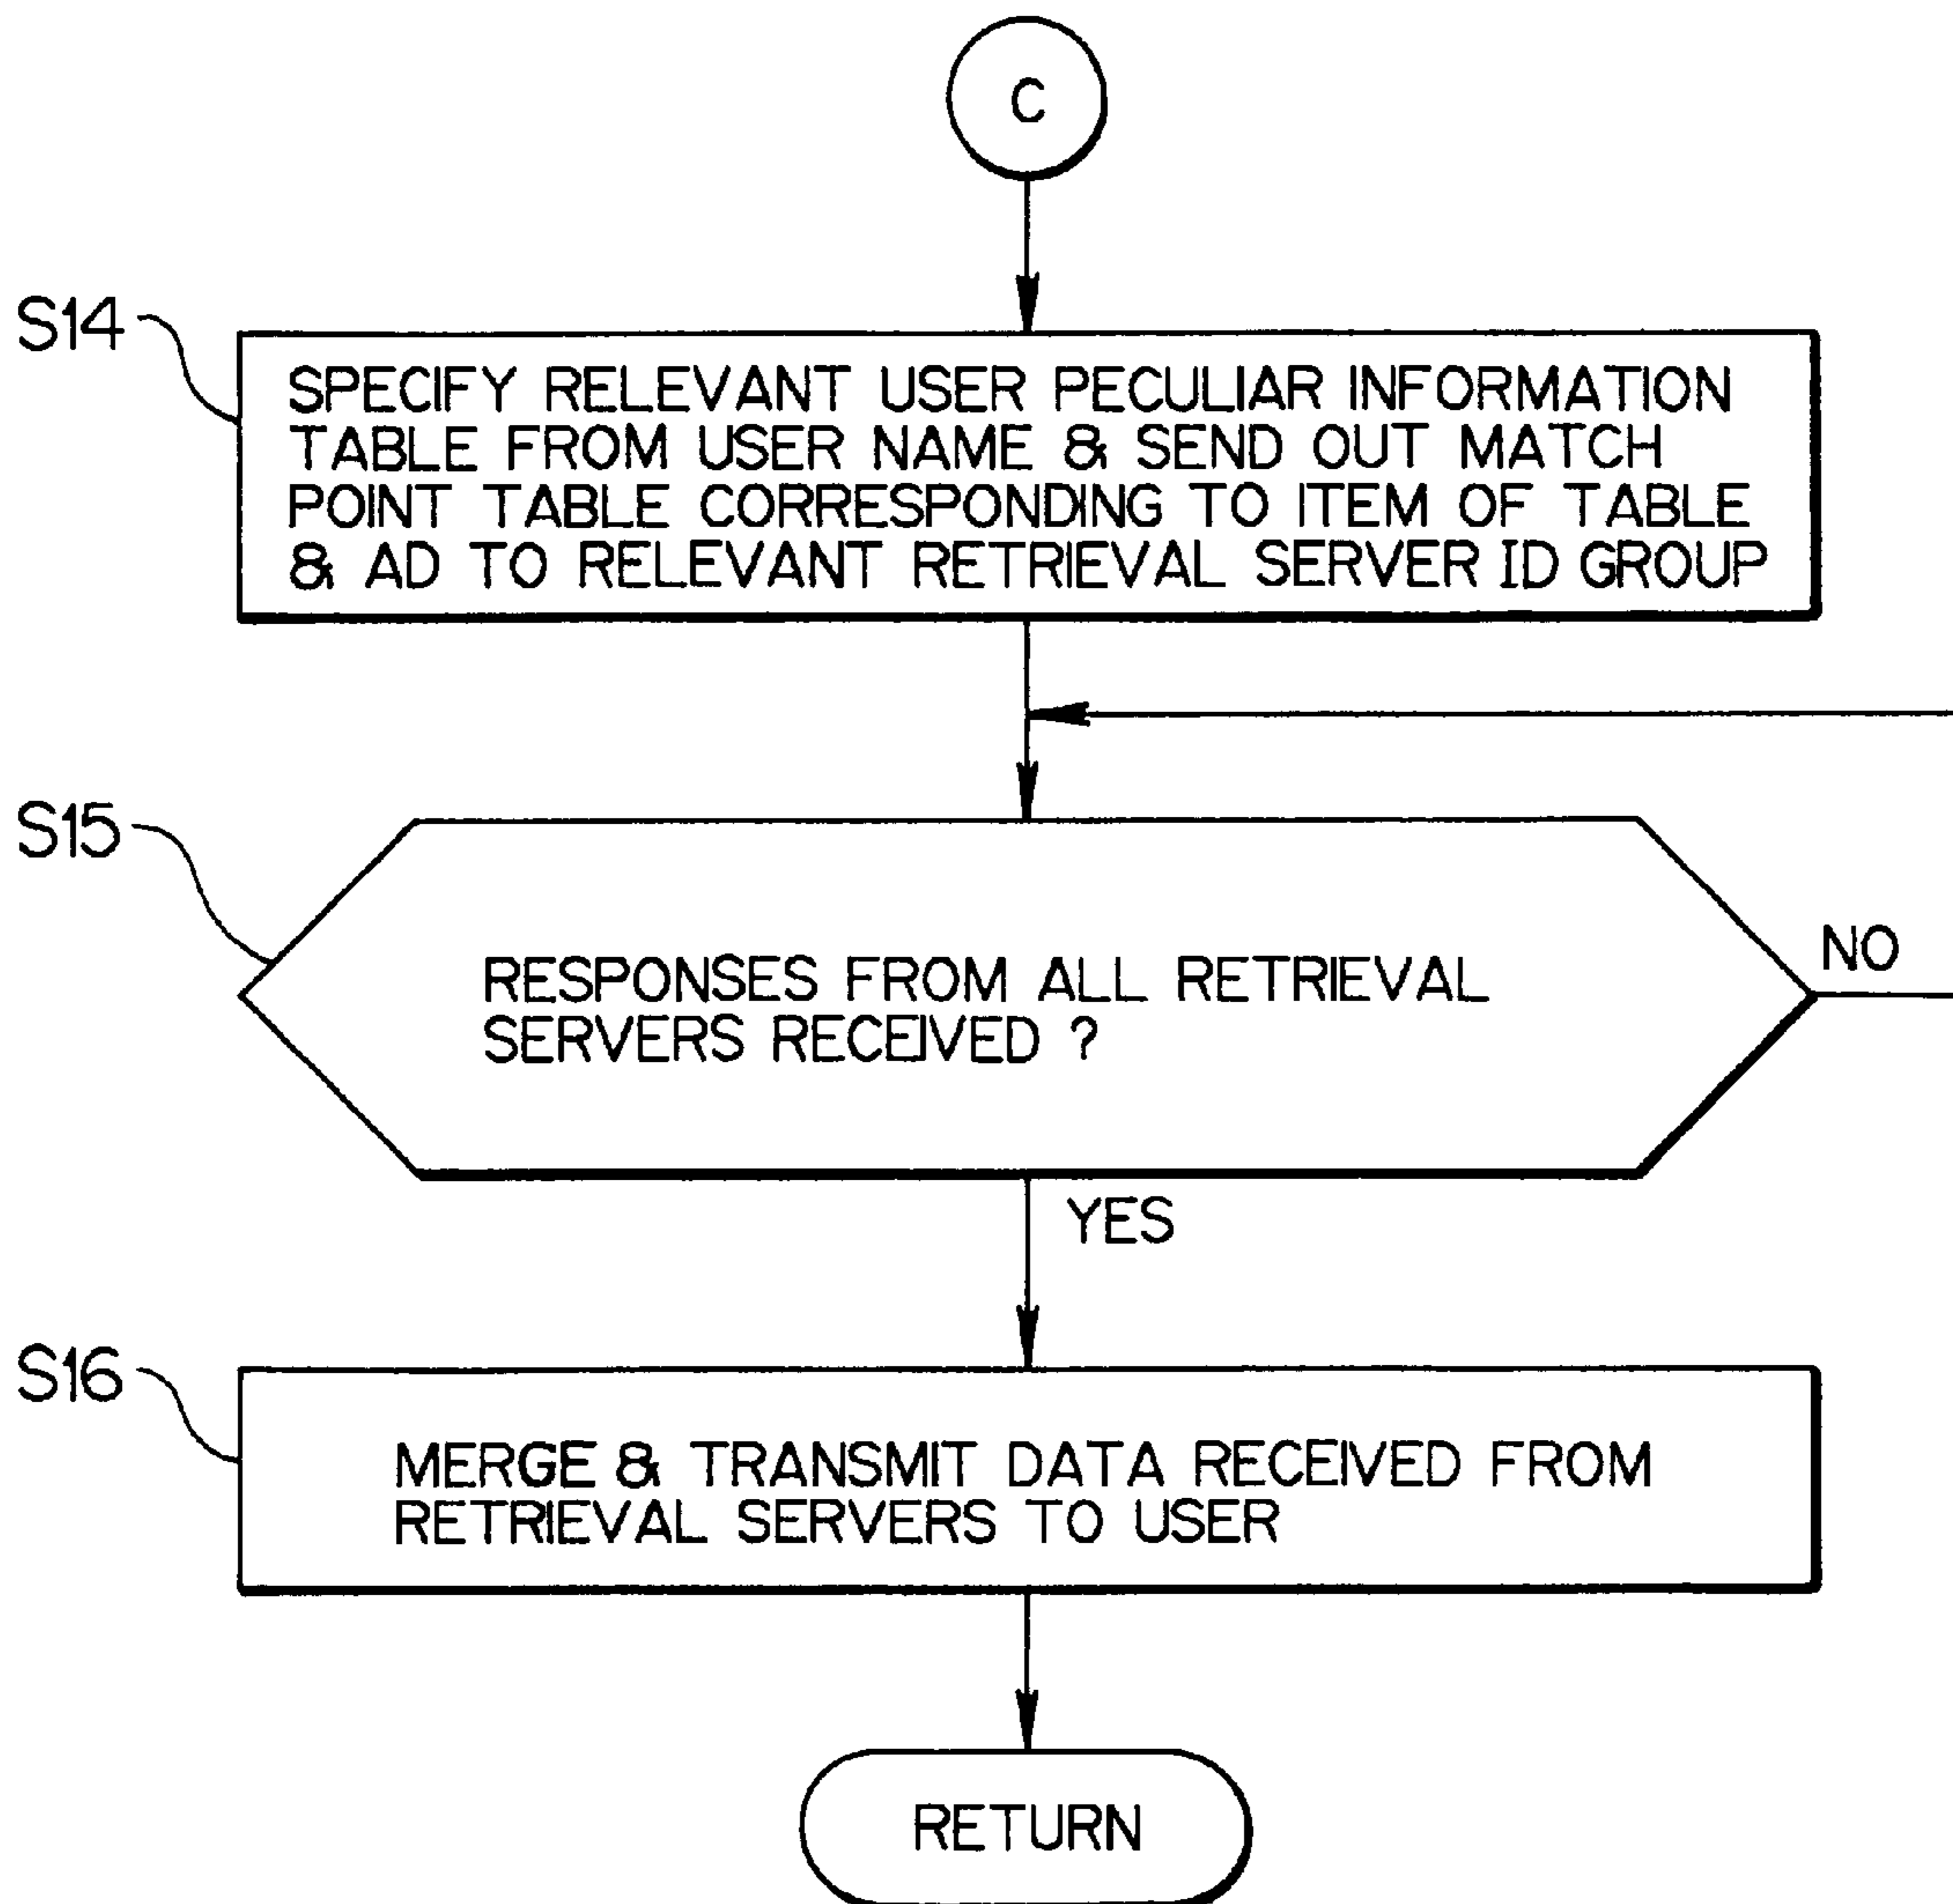 C
S14
SPECIFY RELEVANT USER PECULIAR INFORMATION
TABLE FROM USER NAME & SEND OUT MATCH
POINT TABLE CORRESPONDING TO ITEM OF TABLE
& AD TO RELEVANT RETRIEVAL SERVER ID GROUP
S15
RESPONSES FROM ALL RETRIEVAL
SERVERS RECEIVED ?
NO
YES
S16
MERGE & TRANSMIT DATA RECEIVED FROM
RETRIEVAL SERVERS TO USER
RETURN